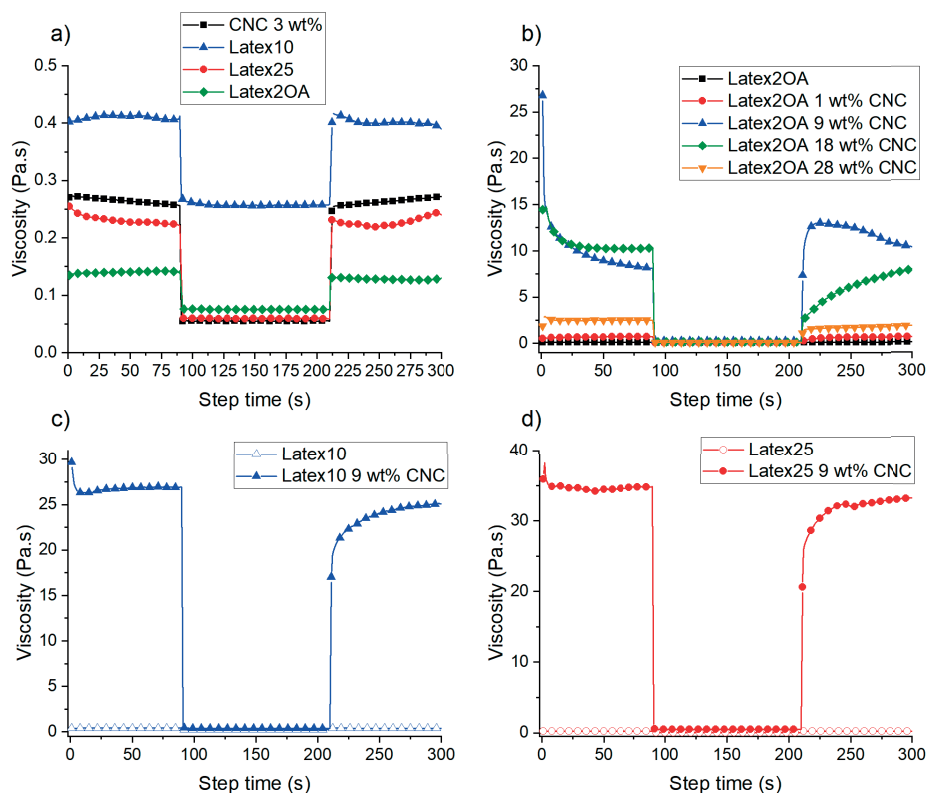 a)
CNC 3 wt%
Latex10
Latex25
Latex2OA
0.5
0.4
0.3
0.2
0.1
0.0
Viscosity (Pa.s)
0 25 50 75 100 125 150 175 200 225 250 275 300
Step time (s)
b)
Latex2OA
Latex2OA 1 wt% CNC
Latex2OA 9 wt% CNC
Latex2OA 18 wt% CNC
Latex2OA 28 wt% CNC
30
25
20
15
10
5
0
Viscosity (Pa.s)
0 50 100 150 200 250 300
Step time (s)
c)
Latex10
Latex10 9 wt% CNC
30
25
20
15
10
5
0
Viscosity (Pa.s)
0 50 100 150 200 250 300
Step time (s)
d)
Latex25
Latex25 9 wt% CNC
40
30
20
10
0
Viscosity (Pa.s)
0 50 100 150 200 250 300
Step time (s)